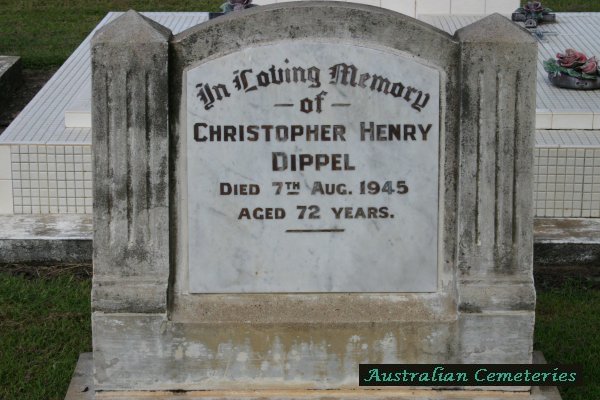 In Loving Memory
of
Christopher Henry
Dippel
Died 7th Aug. 1945
aged 72 years.
Australian Cemeteries